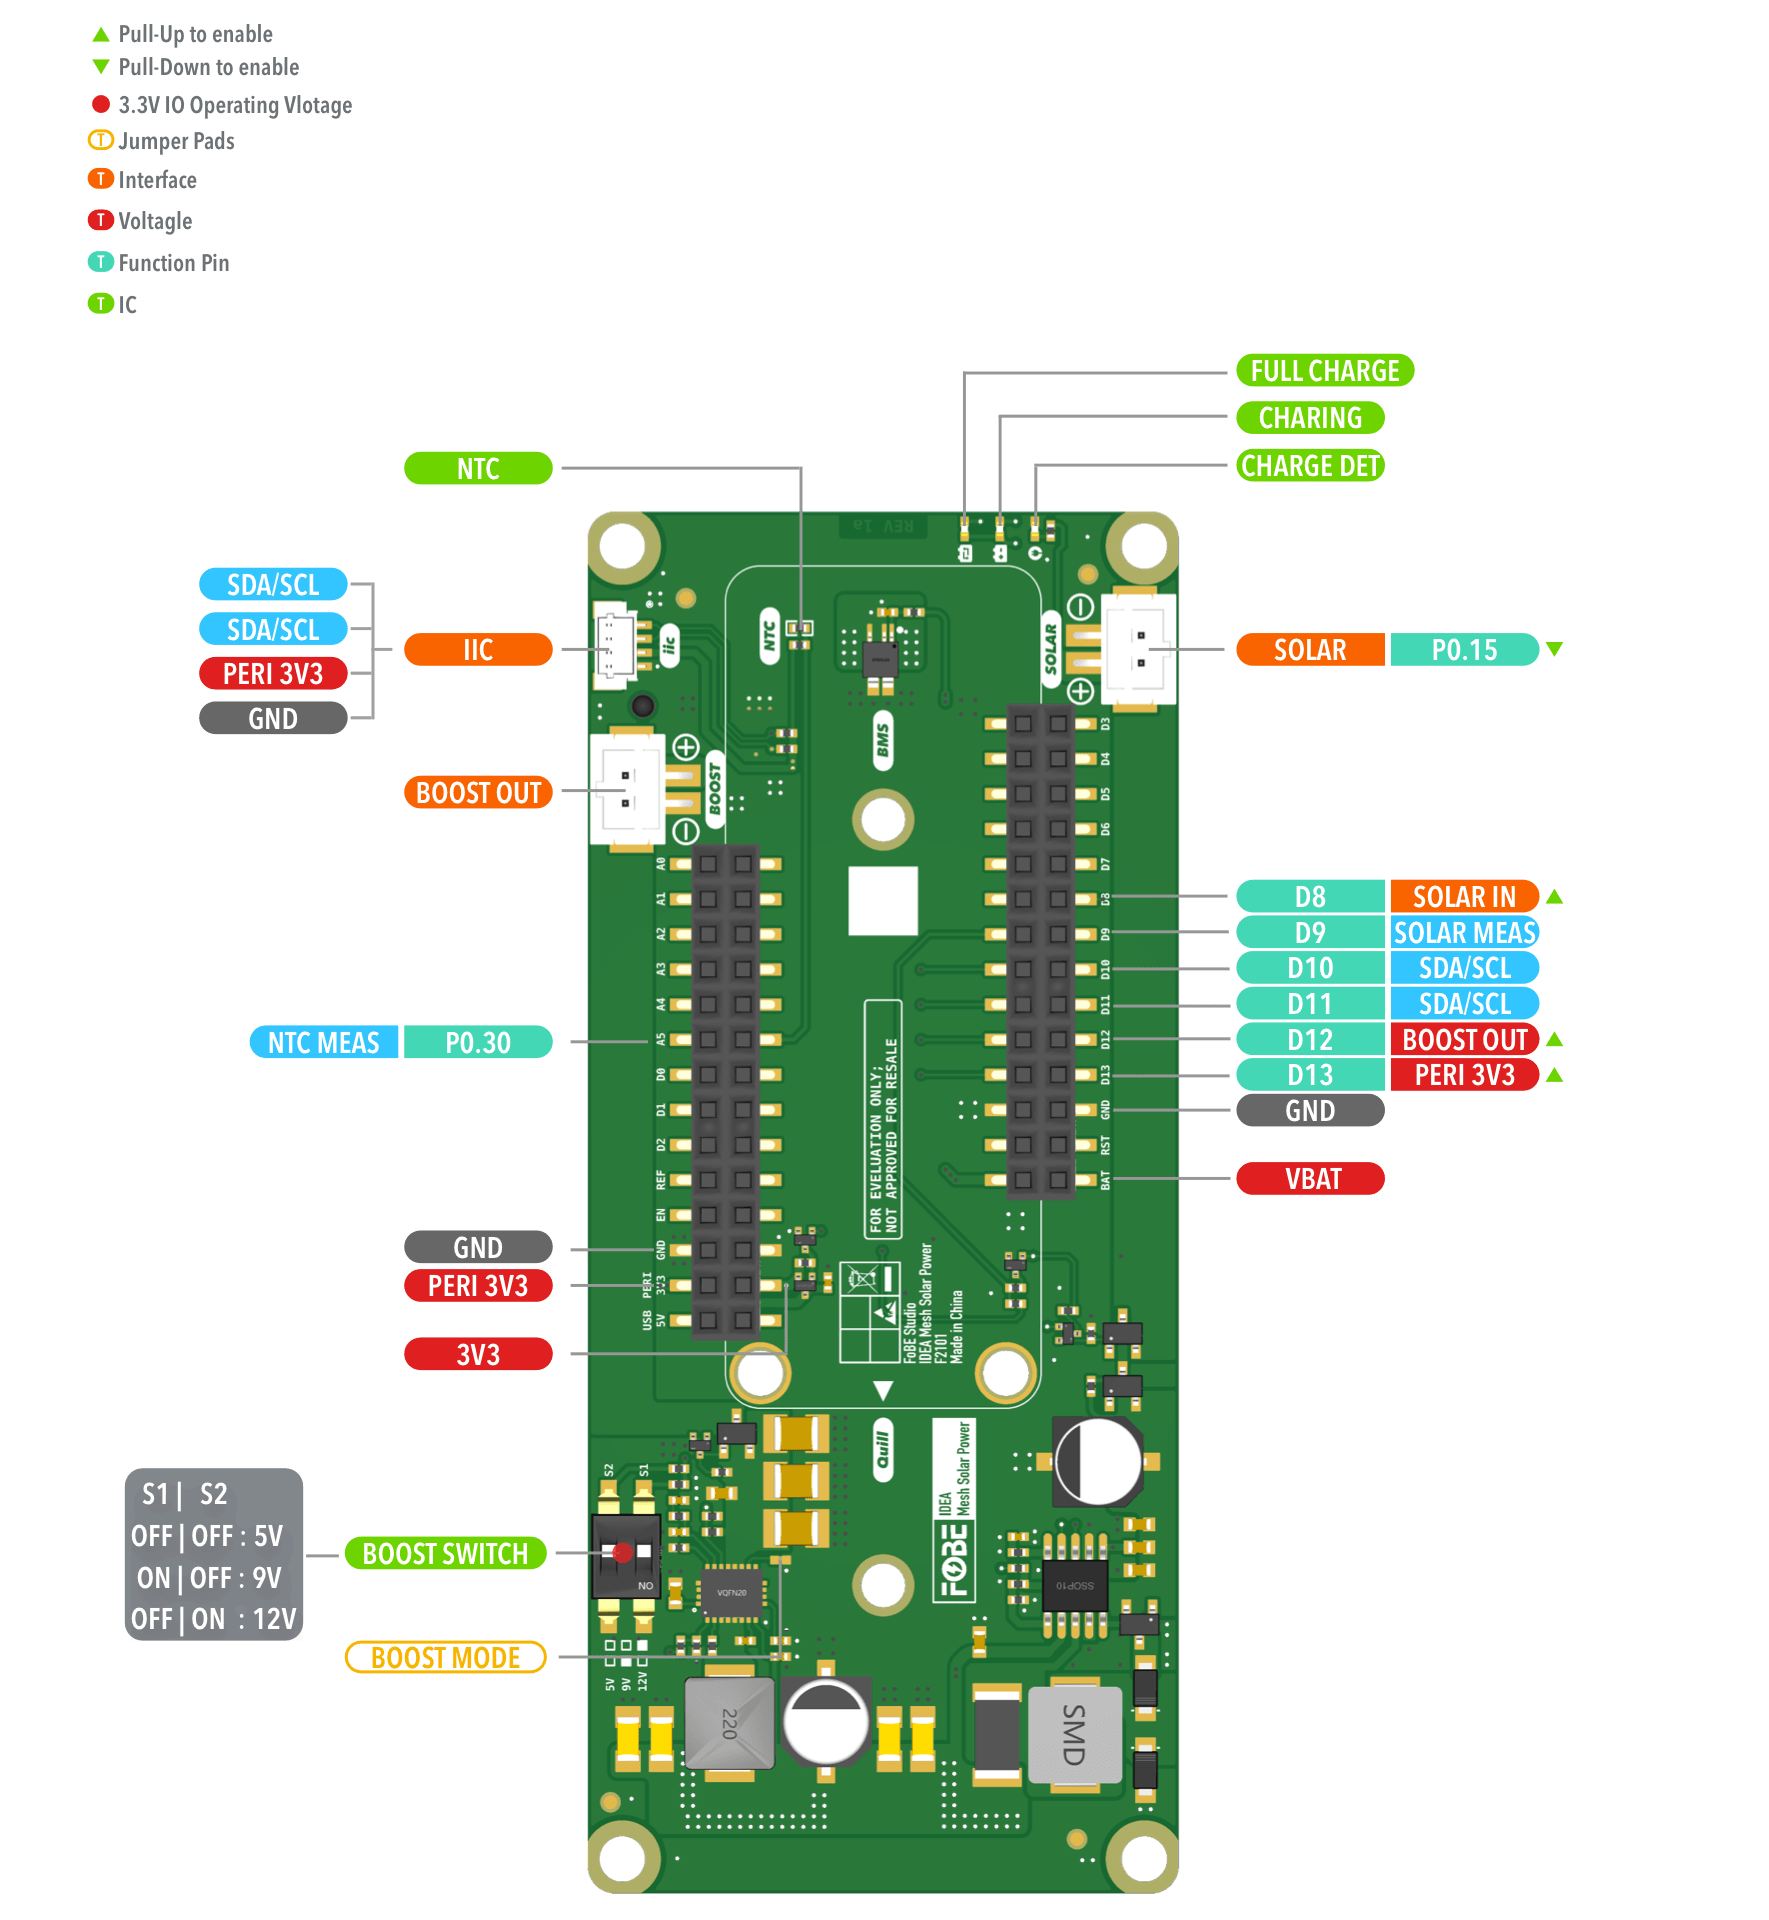 Pull-Up to enable
Pull-Down to enable
3.3V IO Operating Vlotage
T Jumper Pads
T Interface
T Voltagle
T Function Pin
T IC
FULL CHARGE
CHARING
CHARGE DET
NTC
REV 1a
SDA/SCL
SDA/SCL
PERI 3V3
GND
IIC
iic
NTC
SOLAR
SOLAR P0.15
BMS
BOOST OUT
BOOST
D3
D4
D5
D6
D7
D8
D9
D10
D11
D12
D13
GND
RST
BAT
A0
A1
A2
A3
A4
A5
D0
D1
D2
REF
EN
GND
PERI 3V3
USB 5V
D8 SOLAR IN
D9 SOLAR MEAS
D10 SDA/SCL
D11 SDA/SCL
D12 BOOST OUT
D13 PERI 3V3
GND
VBAT
NTC MEAS P0.30
FOR EVELUATION ONLY;
NOT APPROVED FOR RESALE
GND
PERI 3V3
3V3
FoBE Studio
IDEA Mesh Solar Power
F2101
Made in China
Quill
IDEA
Mesh Solar Power
FOBE
S2
S1
S1 | S2
OFF | OFF : 5V
ON | OFF : 9V
OFF | ON : 12V
BOOST SWITCH
ON
VQFN20
SSOP10
BOOST MODE
5V
9V
12V
220
SMD